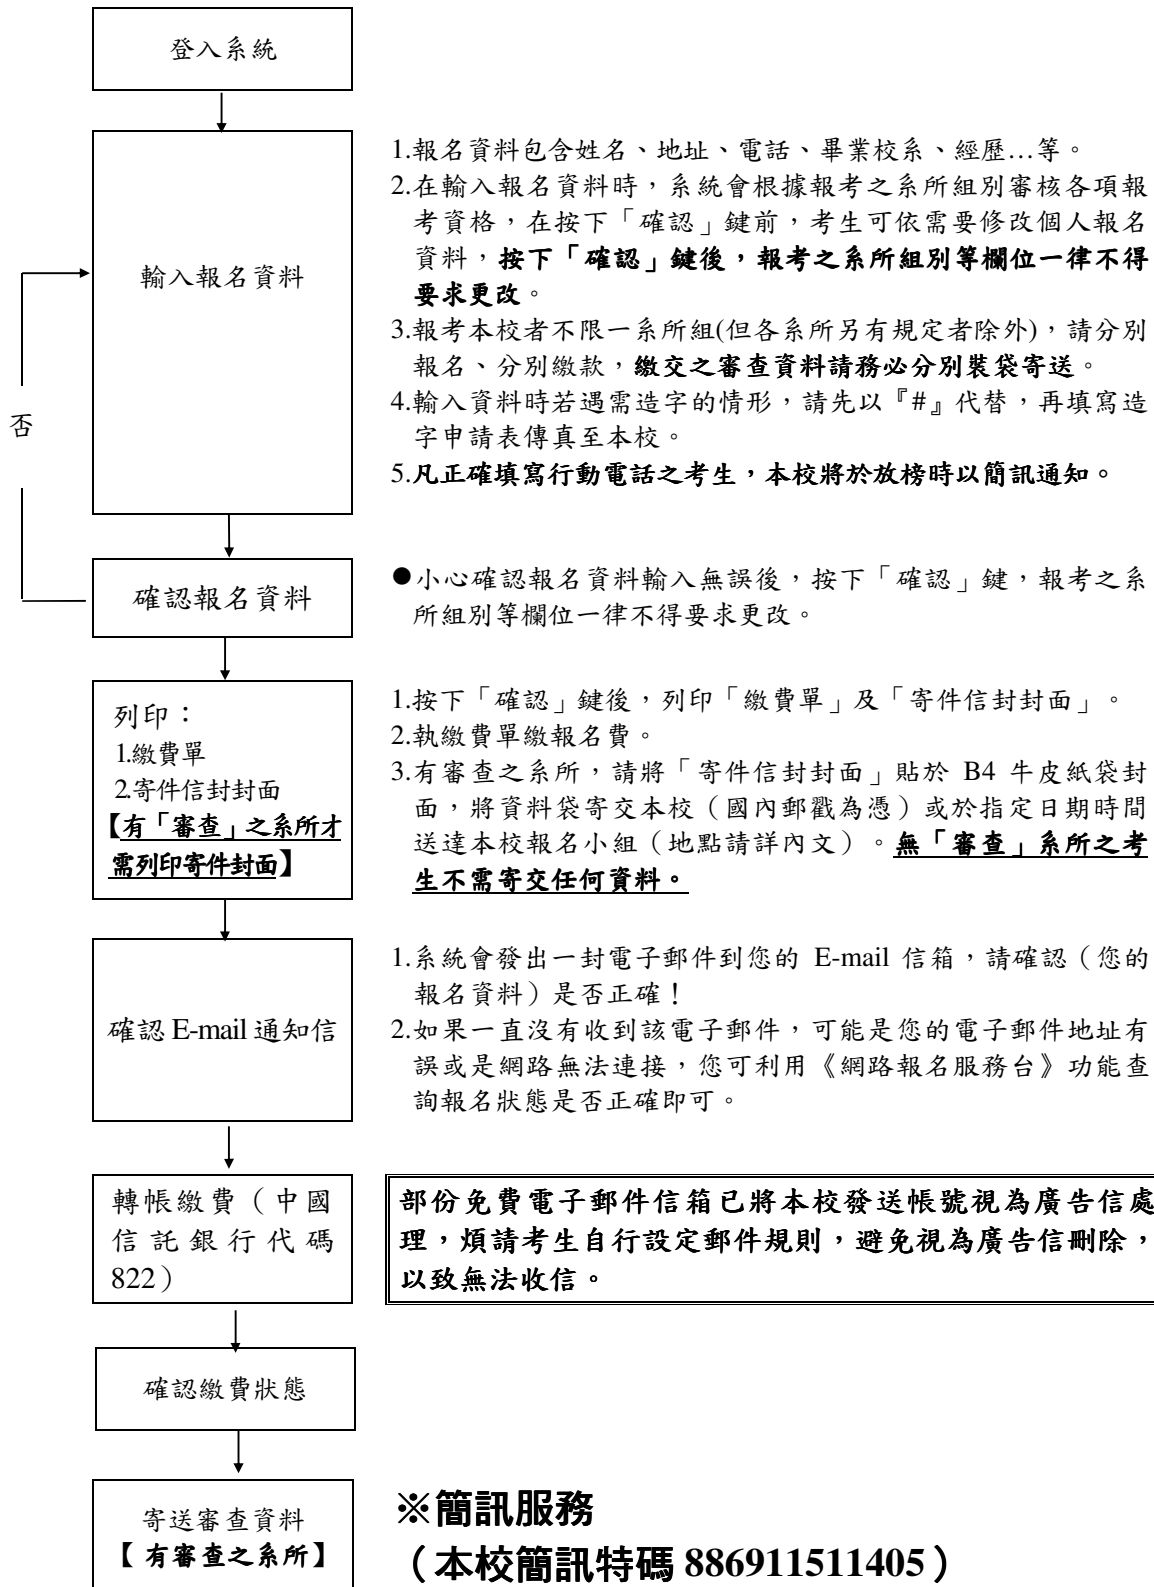 登入系統
輸入報名資料
1.報名資料包含姓名、地址、電話、畢業校系、經歷…等。
2.在輸入報名資料時，系統會根據報考之系所組別審核各項報
考資格，在按下「確認」鍵前，考生可依需要修改個人報名
資料，按下「確認」鍵後，報考之系所組別等欄位一律不得
要求更改。
3.報考本校者不限一系所組(但各系所另有規定者除外)，請分別
報名、分別繳款，繳交之審查資料請務必分別裝袋寄送。
4.輸入資料時若遇需造字的情形，請先以『#』代替，再填寫造
字申請表傳真至本校。
5.凡正確填寫行動電話之考生，本校將於放榜時以簡訊通知。
否
確認報名資料
●小心確認報名資料輸入無誤後，按下「確認」鍵，報考之系
所組別等欄位一律不得要求更改。
列印：
1.繳費單
2.寄件信封封面
【有「審查」之系所才
需列印寄件封面】
1.按下「確認」鍵後，列印「繳費單」及「寄件信封封面」。
2.執繳費單繳報名費。
3.有審查之系所，請將「寄件信封封面」貼於 B4 牛皮紙袋封
面，將資料袋寄交本校（國內郵戳為憑）或於指定日期時間
送達本校報名小組（地點請詳內文）。無「審查」系所之考
生不需寄交任何資料。
確認 E-mail 通知信
1.系統會發出一封電子郵件到您的 E-mail 信箱，請確認（您的
報名資料）是否正確！
2.如果一直沒有收到該電子郵件，可能是您的電子郵件地址有
誤或是網路無法連接，您可利用《網路報名服務台》功能查
詢報名狀態是否正確即可。
轉帳繳費（中國
信託銀行代碼
822）
部份免費電子郵件信箱已將本校發送帳號視為廣告信處
理，煩請考生自行設定郵件規則，避免視為廣告信刪除，
以致無法收信。
確認繳費狀態
寄送審查資料
【 有審查之系所】
※簡訊服務
（本校簡訊特碼 886911511405）